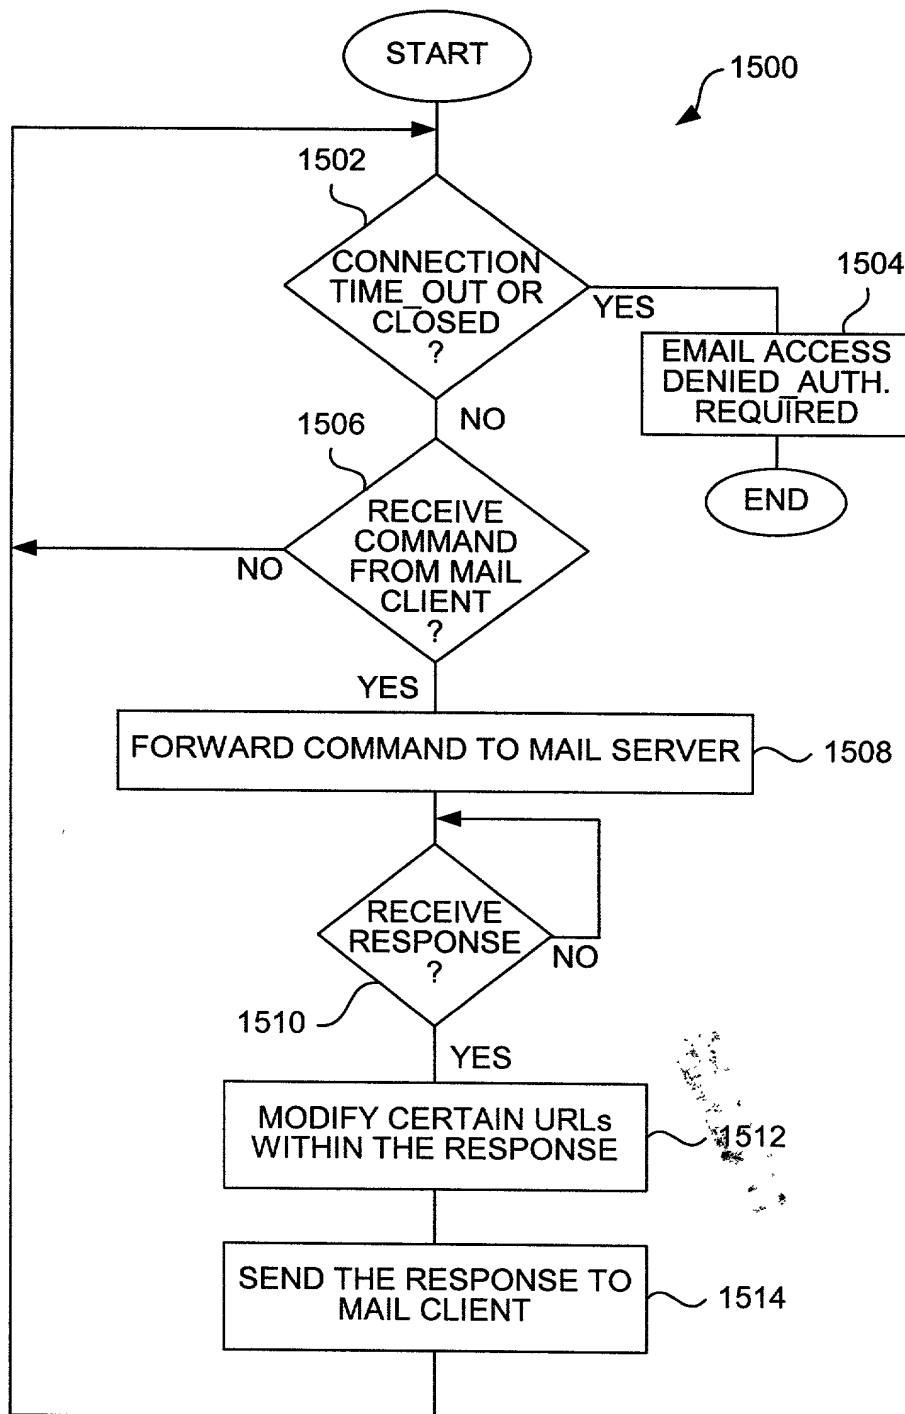 START
1500
1502
CONNECTION
TIME_OUT OR
CLOSED
?
YES
1504
EMAIL ACCESS
DENIED_AUTH.
REQUIRED
END
NO
1506
RECEIVE
COMMAND
FROM MAIL
CLIENT
?
NO
YES
FORWARD COMMAND TO MAIL SERVER
1508
RECEIVE
RESPONSE
?
NO
1510
YES
MODIFY CERTAIN URLs
WITHIN THE RESPONSE
1512
SEND THE RESPONSE TO
MAIL CLIENT
1514